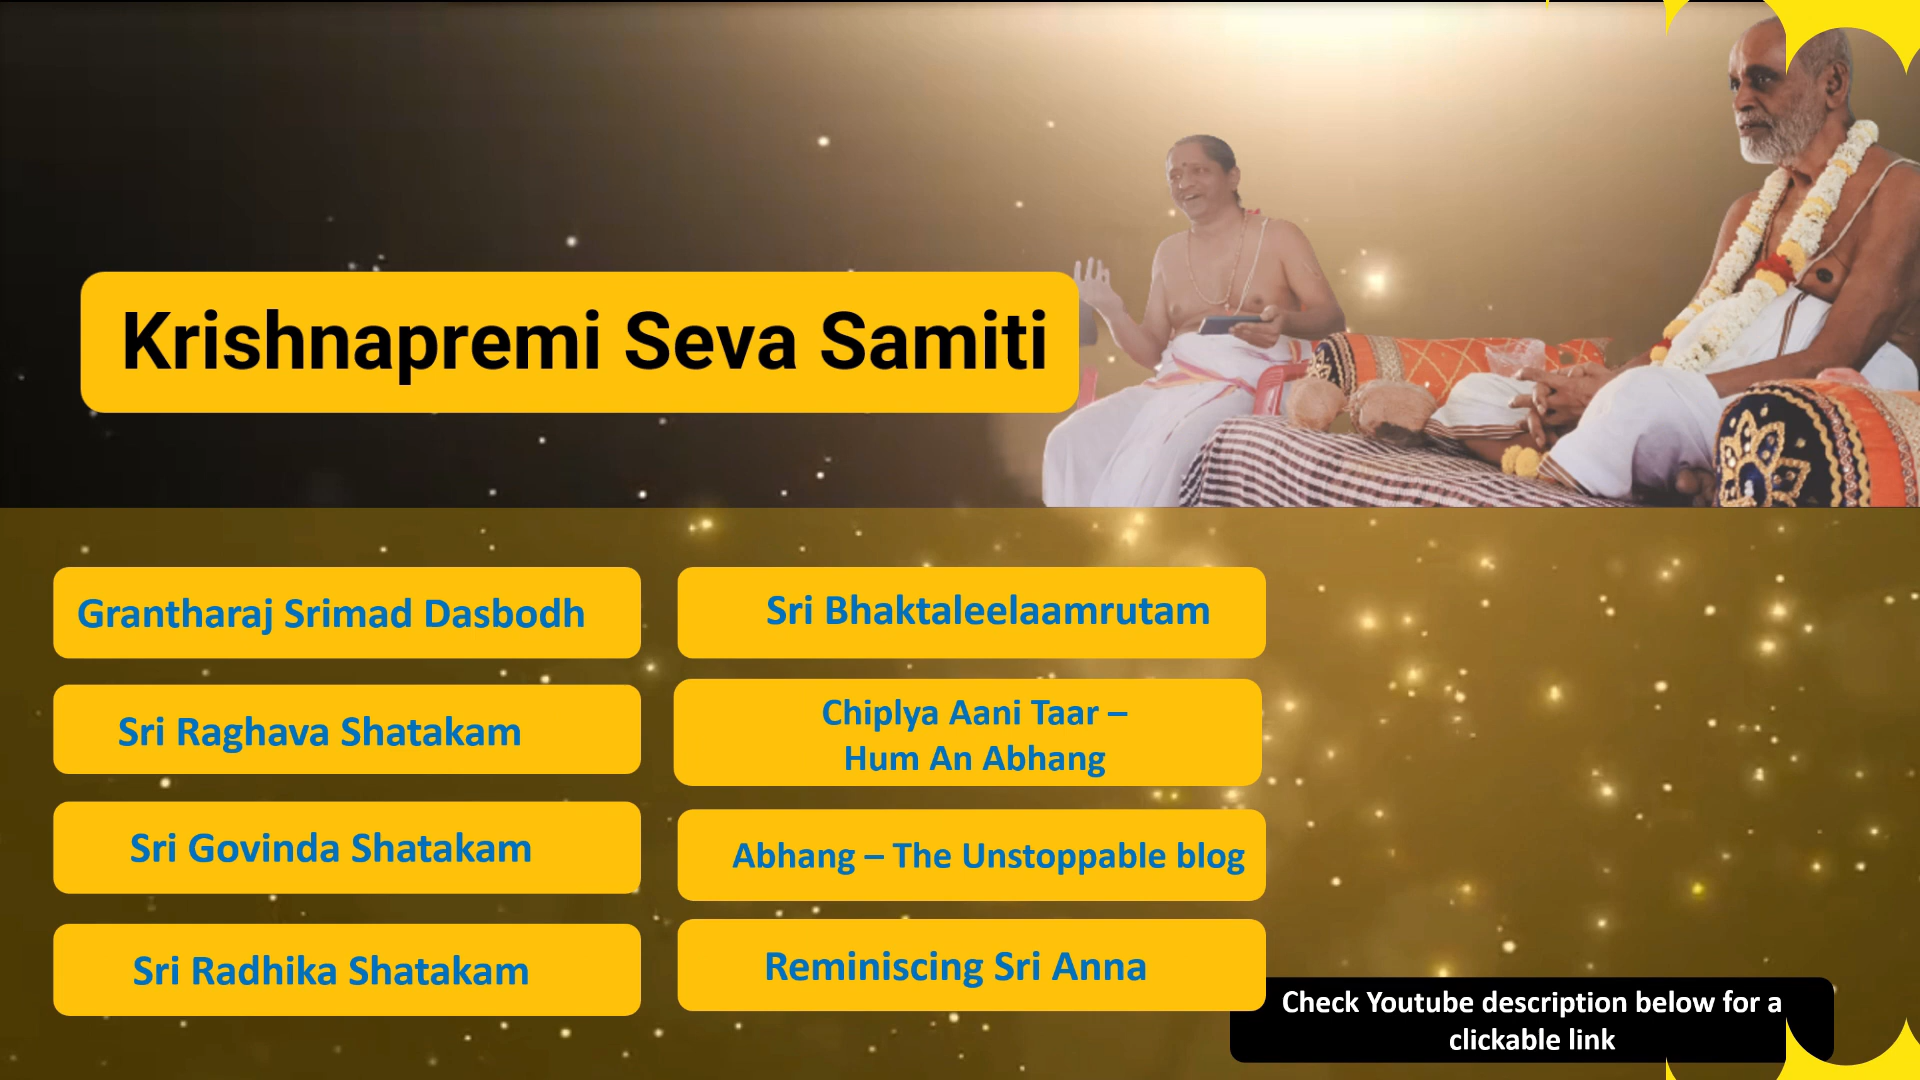 Krishnapremi Seva Samiti
Grantharaj Srimad Dasbodh
Sri Raghava Shatakam
Sri Govinda Shatakam
Sri Radhika Shatakam
Sri Bhaktaleelaamrutam
Chiplya Aani Taar –
Hum An Abhang
Abhang – The Unstoppable blog
Reminiscing Sri Anna
Check Youtube description below for a
clickable link